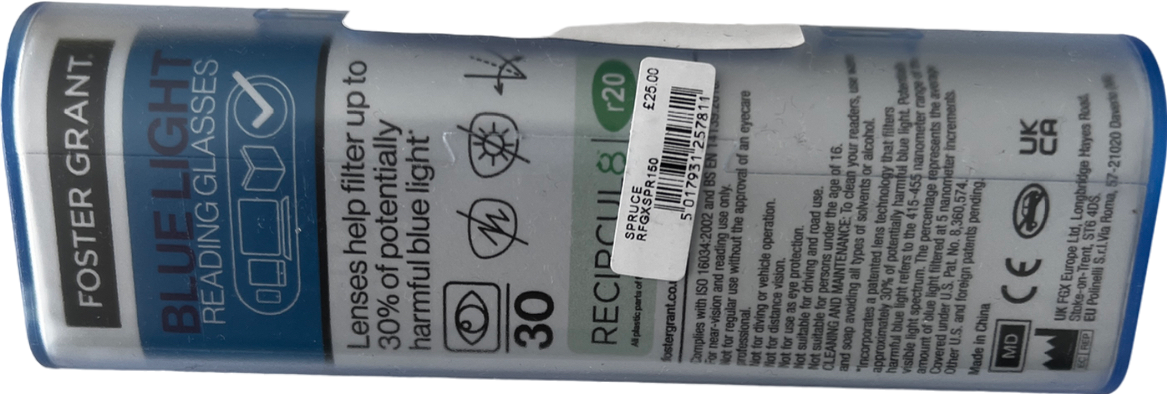 FOSTER GRANT
BLUE LIGHT
READING GLASSES
Lenses help filter up to
30% of potentially
harmful blue light*
30
RECIRCUL8
r20
All plastic parts of
fostergrant.co.
SPRUCE £25.00
RFGXSPR150
5 017931 257811
Complies with ISO 16034:2002 and BS EN
For near-vision and reading use only.
Not for regular use without the approval of an eyecare
professional.
Not for driving or vehicle operation.
Not for distance vision.
Not for use as eye protection.
Not suitable for driving and road use.
Not suitable for persons under the age of 16.
CLEANING AND MAINTENANCE: To clean your readers, use
and soap avoiding all types of solvents or alcohol.
*Incorporates a patented lens technology that filters
approximately 30% of potentially harmful blue light. Potentially
harmful blue light refers to the 415-455 nanometer range of the
visible light spectrum. The percentage represents the average
amount of blue light filtered at 5 nanometer increments.
Covered under U.S. Pat. No. 8,360,574.
Other U.S. and foreign patents pending.
Made in China
MD
CE
UK
CA
UK FGX Europe Ltd, Longbridge Hayes Road,
Stoke-on-Trent, ST6 4DS.
EC REP
EU Polinelli S.r.l. Via Roma, 57-21020 Daverio